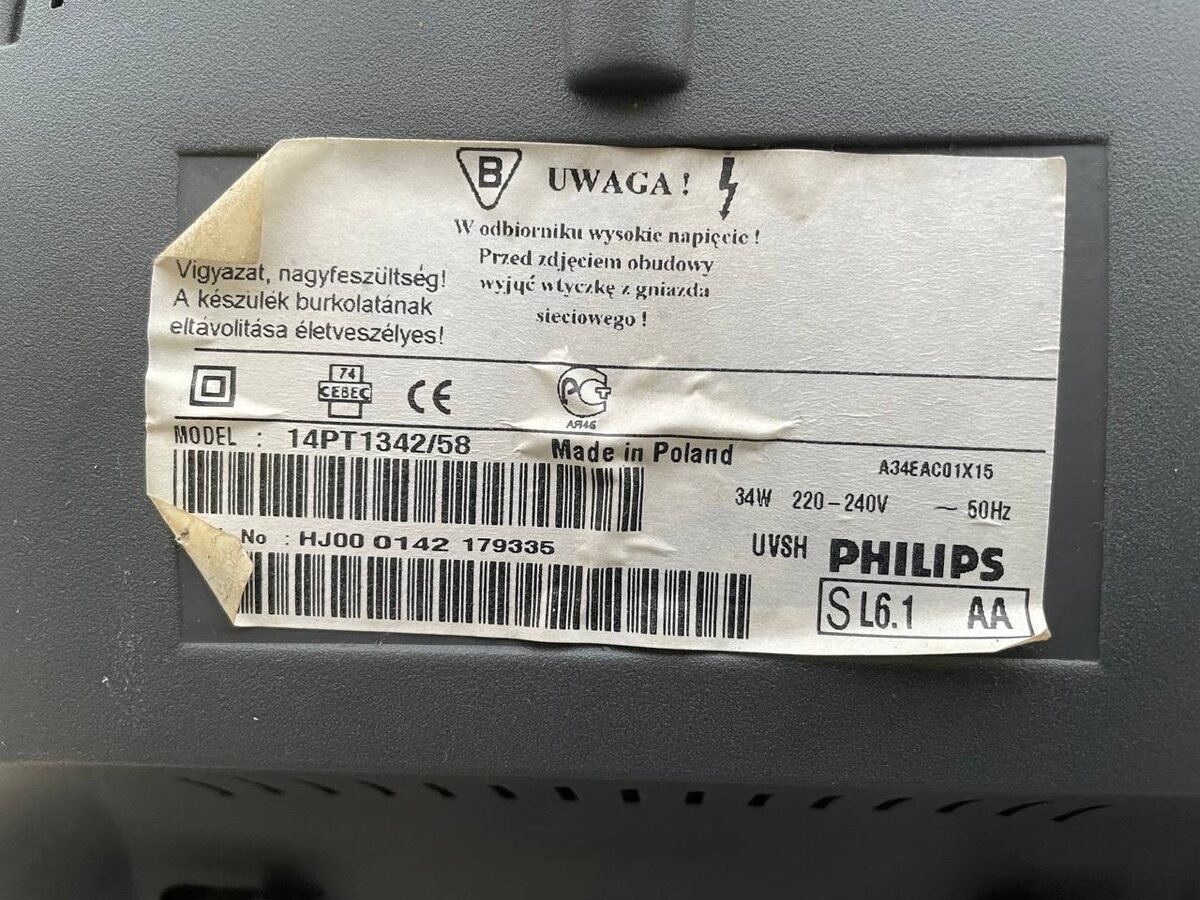 B UWAGA !
W odbiorniku wysokie napięcie !
Przed zdjęciem obudowy
wyjąć wtyczkę z gniazda
sieciowego !
Vigyazat, nagyfeszültség!
A készülék burkolatának
eltávolitása életveszélyes!
74
CEBEC
CE
РСТ
АЯ46
MODEL : 14PT1342/58
Made in Poland
A34EAC01X15
34W 220-240V ~ 50Hz
No : HJ00 0142 179335
UVSH PHILIPS
S L6.1 AA